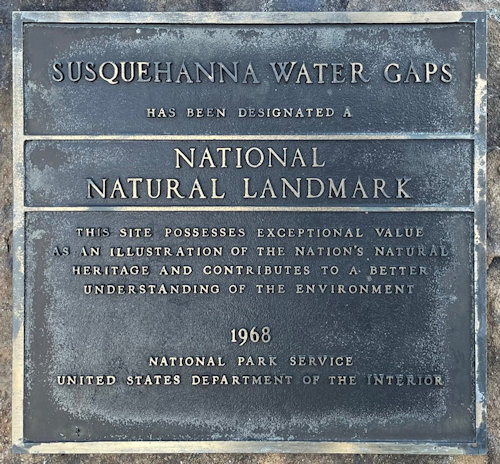 SUSQUEHANNA WATER GAPS
HAS BEEN DESIGNATED A
NATIONAL
NATURAL LANDMARK
THIS SITE POSSESSES EXCEPTIONAL VALUE
AS AN ILLUSTRATION OF THE NATION'S NATURAL
HERITAGE AND CONTRIBUTES TO A BETTER
UNDERSTANDING OF THE ENVIRONMENT
1968
NATIONAL PARK SERVICE
UNITED STATES DEPARTMENT OF THE INTERIOR